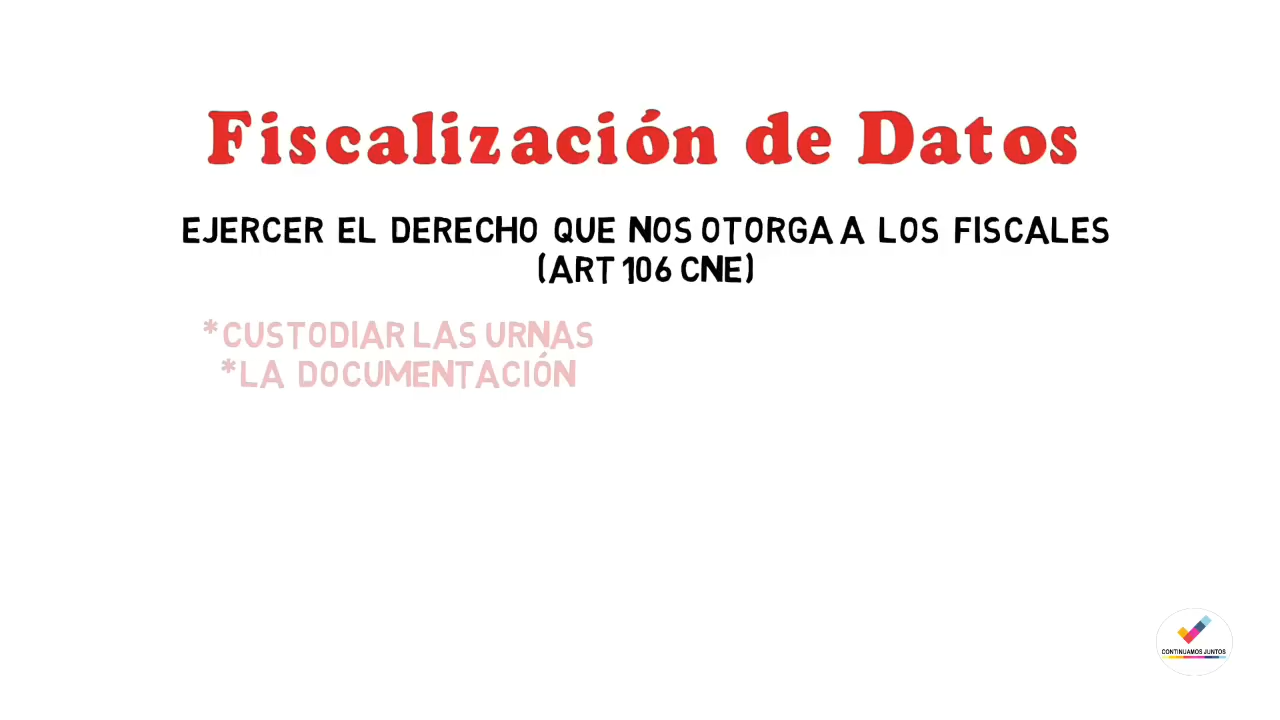 Fiscalización de Datos
EJERCER EL DERECHO QUE NOS OTORGA A LOS FISCALES
(ART 106 CNE)
*CUSTODIAR LAS URNAS
*LA DOCUMENTACIÓN
CONTINUAMOS JUNTOS